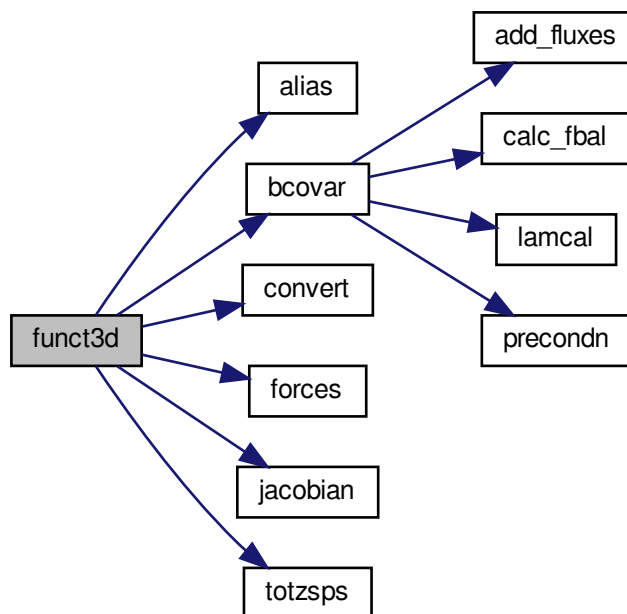 funct3d
alias
bcovar
convert
forces
jacobian
totzsps
add_fluxes
calc_fbal
lamcal
precondn